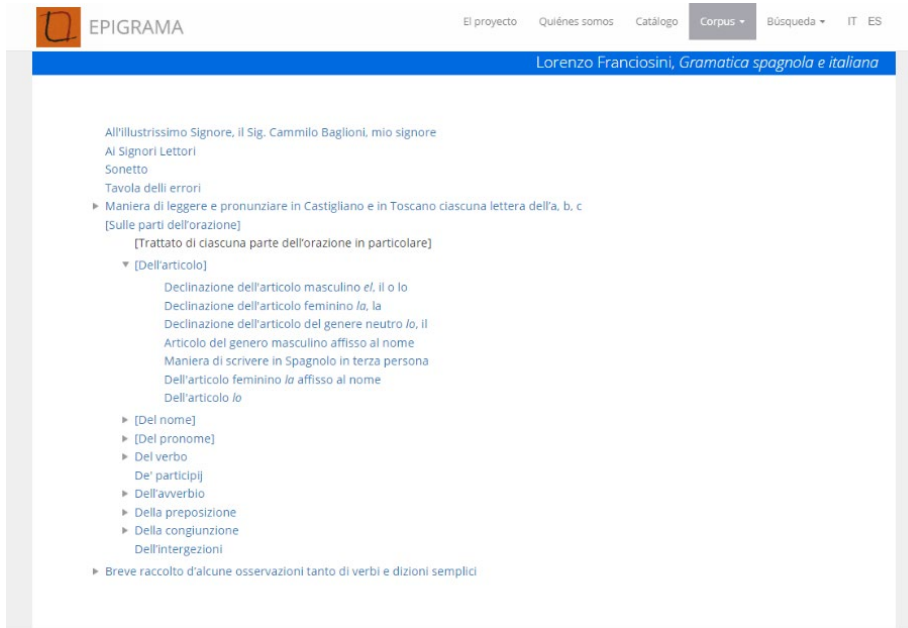 EPIGRAMA
El proyecto Quiénes somos Catálogo Corpus Búsqueda IT ES
Lorenzo Franciosini, Gramatica spagnola e italiana
All'illustrissimo Signore, il Sig. Cammilo Baglioni, mio signore
Ai Signori Lettori
Sonetto
Tavola delli errori
Maniera di leggere e pronunziare in Castigliano e in Toscano ciascuna lettera dell'a, b, c
[Sulle parti dell'orazione]
[Trattato di ciascuna parte dell'orazione in particolare]
[Dell'articolo]
Declinazione dell'articolo masculino el, il o lo
Declinazione dell'articolo feminino la, la
Declinazione dell'articolo del genere neutro lo, il
Articolo del genero masculino affisso al nome
Maniera di scrivere in Spagnolo in terza persona
Dell'articolo feminino la affisso al nome
Dell'articolo lo
[Del nome]
[Del pronome]
Del verbo
De' participij
Dell'avverbio
Della preposizione
Della congiunzione
Dell'intergezioni
Breve raccolto d'alcune osservazioni tanto di verbi e dizioni semplici